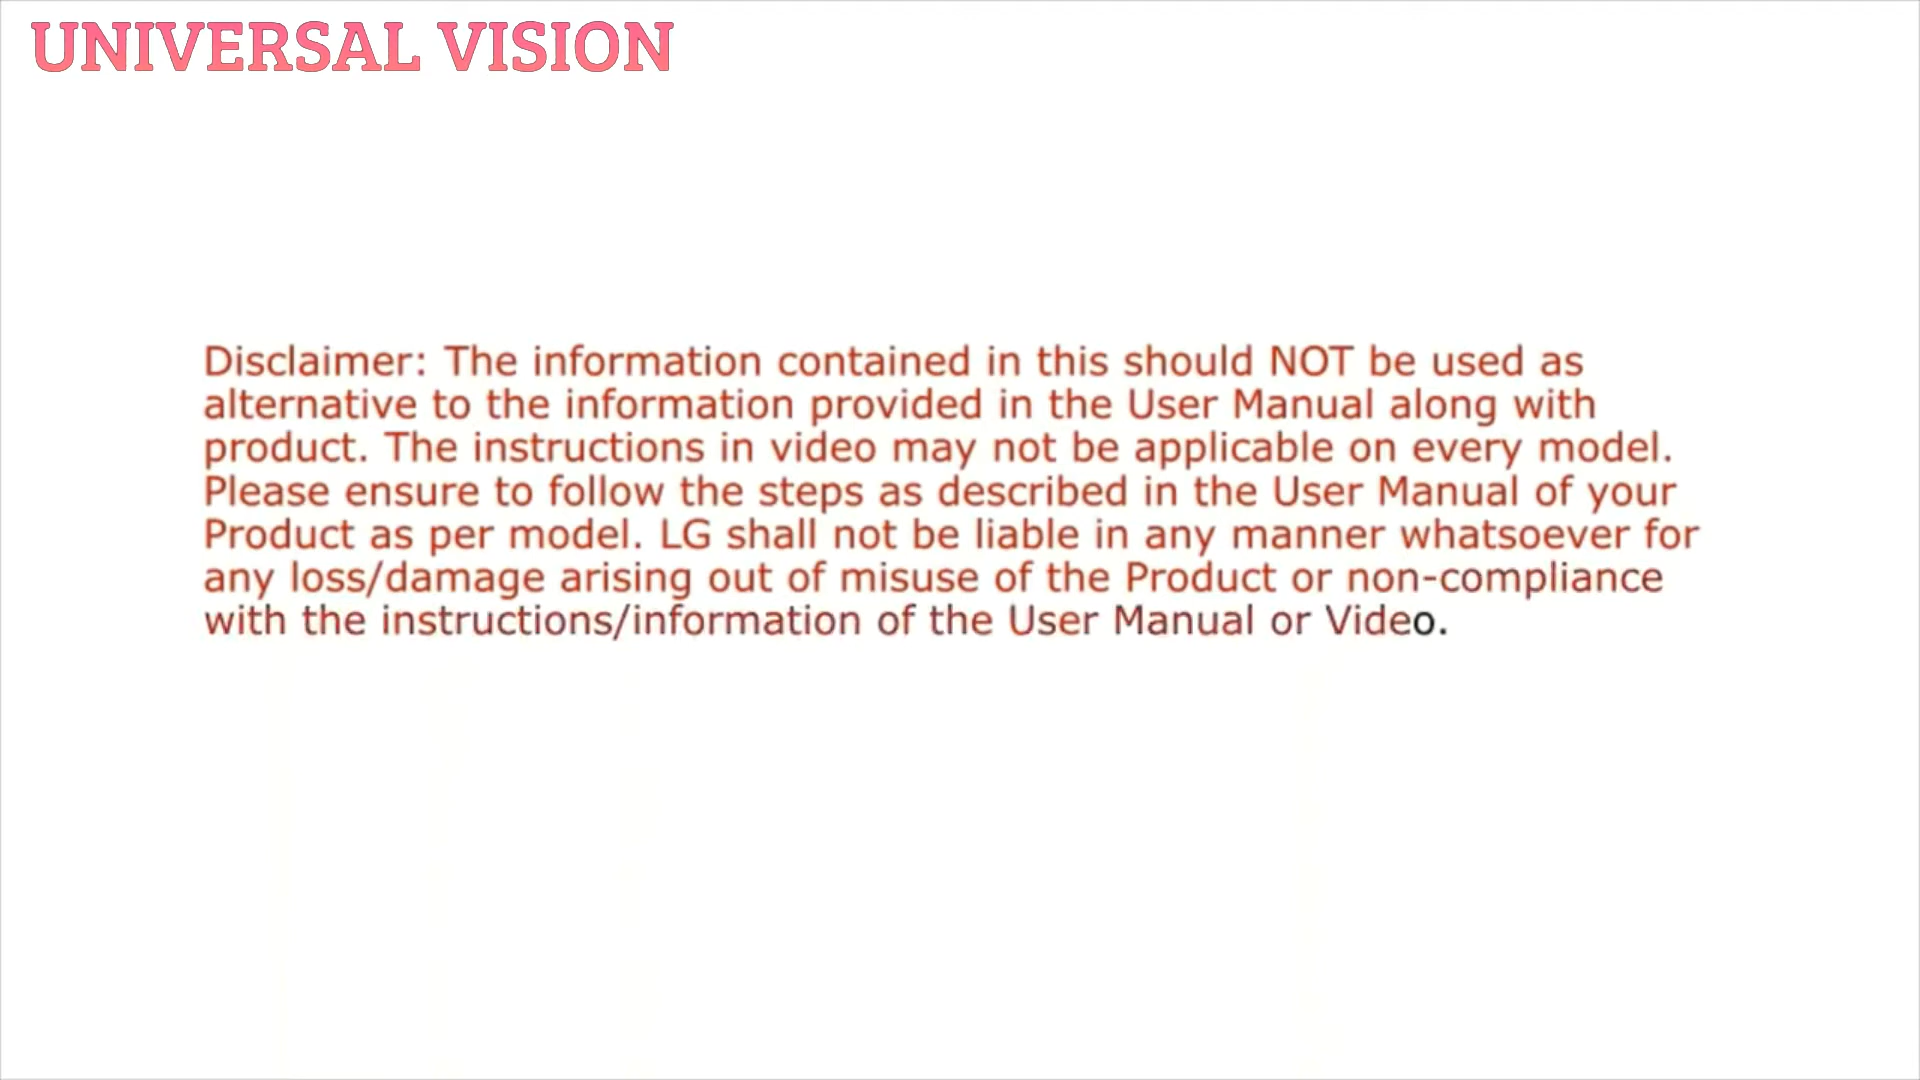 UNIVERSAL VISION
Disclaimer: The information contained in this should NOT be used as
alternative to the information provided in the User Manual along with
product. The instructions in video may not be applicable on every model.
Please ensure to follow the steps as described in the User Manual of your
Product as per model. LG shall not be liable in any manner whatsoever for
any loss/damage arising out of misuse of the Product or non-compliance
with the instructions/information of the User Manual or Video.